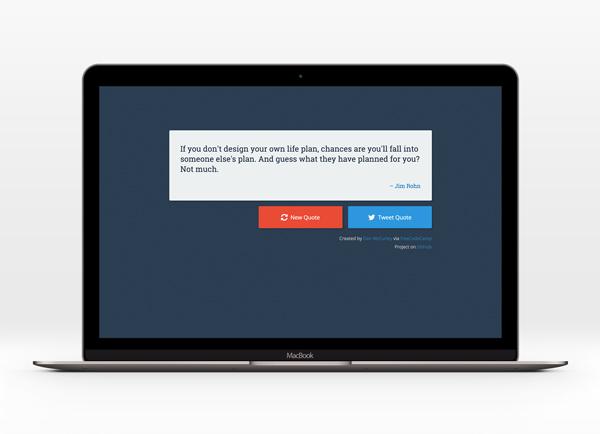 If you don't design your own life plan, chances are you'll fall into
someone else's plan. And guess what they have planned for you?
Not much.
– Jim Rohn
New Quote
Tweet Quote
Created by Dan McCurley via FreeCodeCamp
Project on GitHub
MacBook